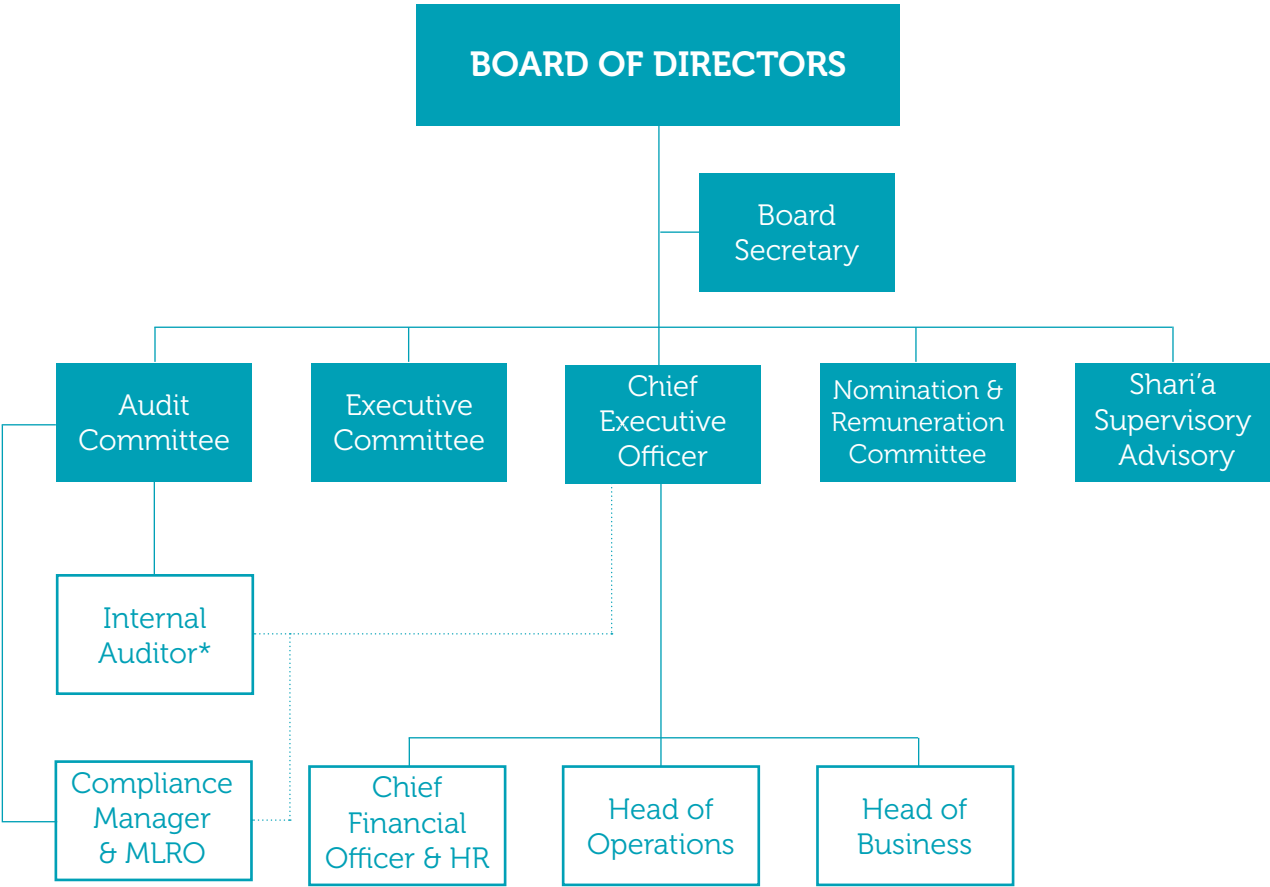 BOARD OF DIRECTORS
Board
Secretary
Audit
Committee
Executive
Committee
Chief
Executive
Officer
Nomination &
Remuneration
Committee
Shari’a
Supervisory
Advisory
Internal
Auditor*
Compliance
Manager
& MLRO
Chief
Financial
Officer & HR
Head of
Operations
Head of
Business